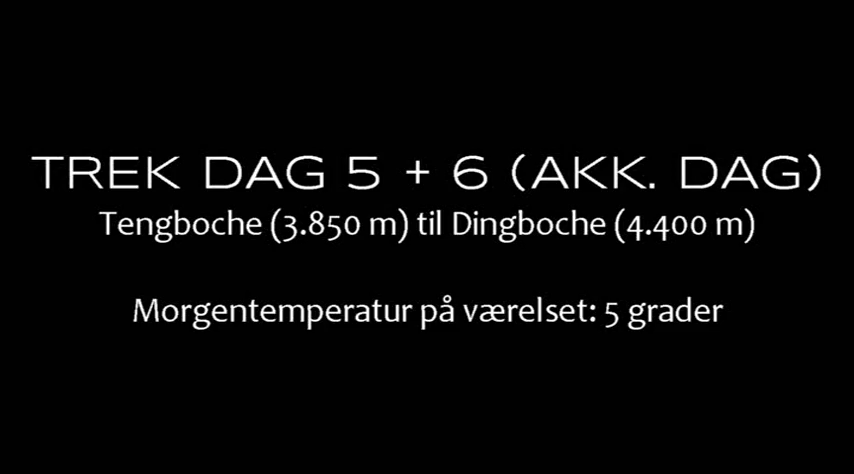 TREK DAG 5 + 6 (AKK. DAG)
Tengboche (3.850 m) til Dingboche (4.400 m)
Morgentemperatur på værelset: 5 grader